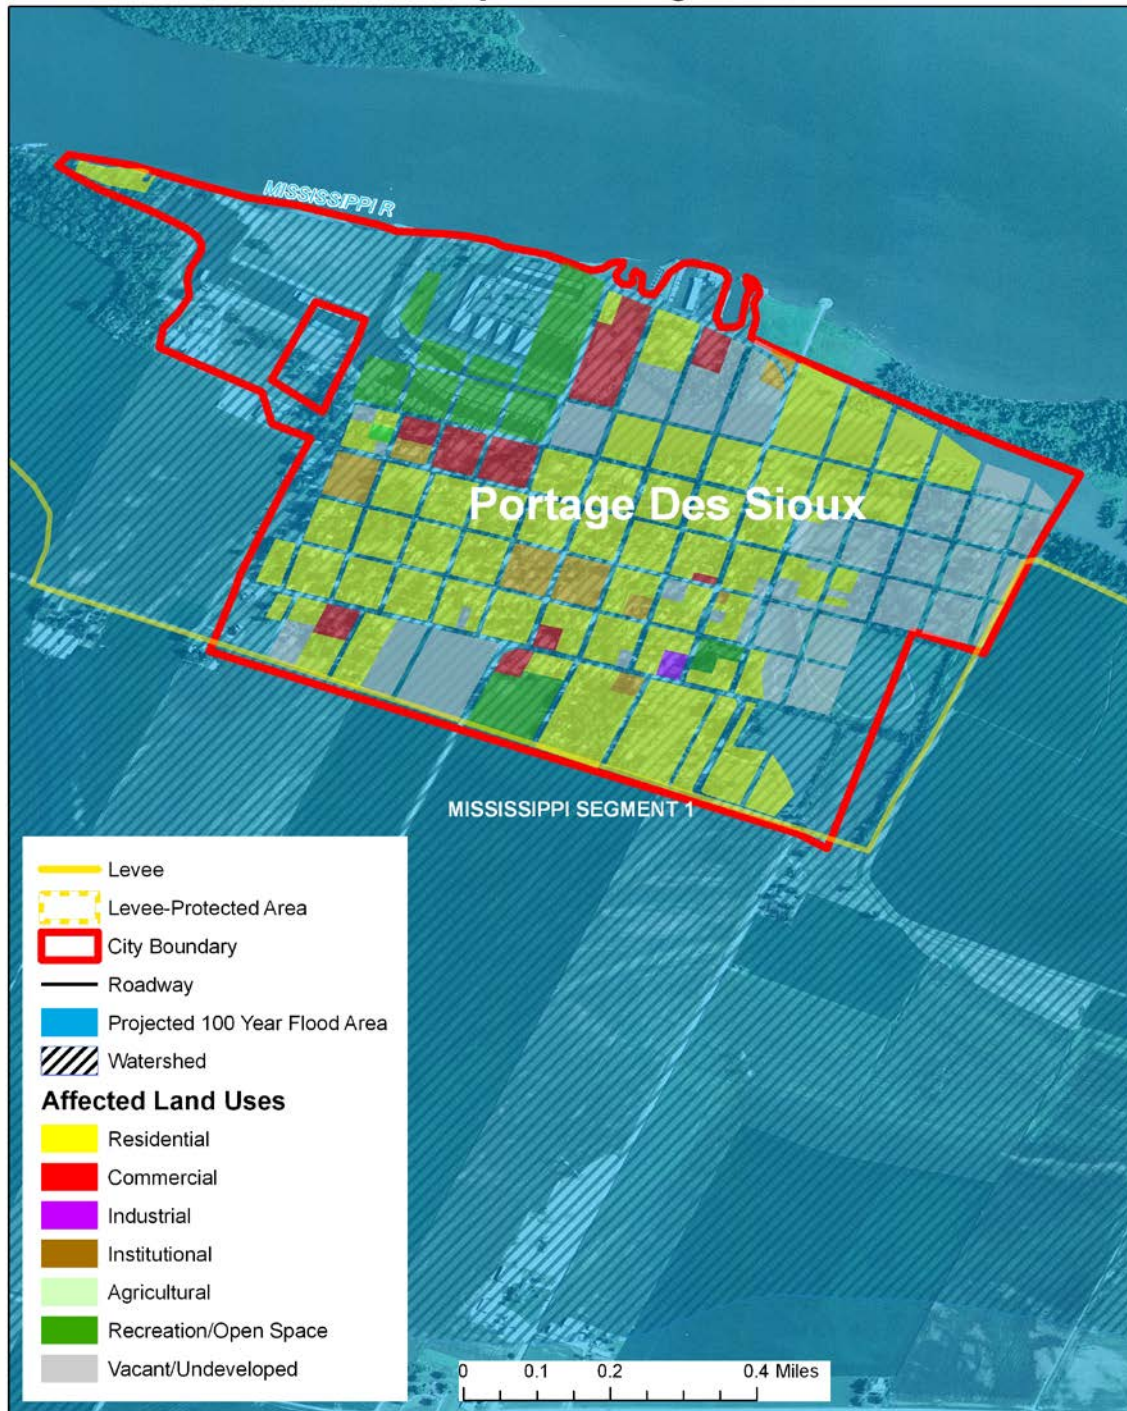 MISSISSIPPI R
Portage Des Sioux
MISSISSIPPI SEGMENT 1
Levee
Levee-Protected Area
City Boundary
Roadway
Projected 100 Year Flood Area
Watershed
Affected Land Uses
Residential
Commercial
Industrial
Institutional
Agricultural
Recreation/Open Space
Vacant/Undeveloped
0 0.1 0.2 0.4 Miles